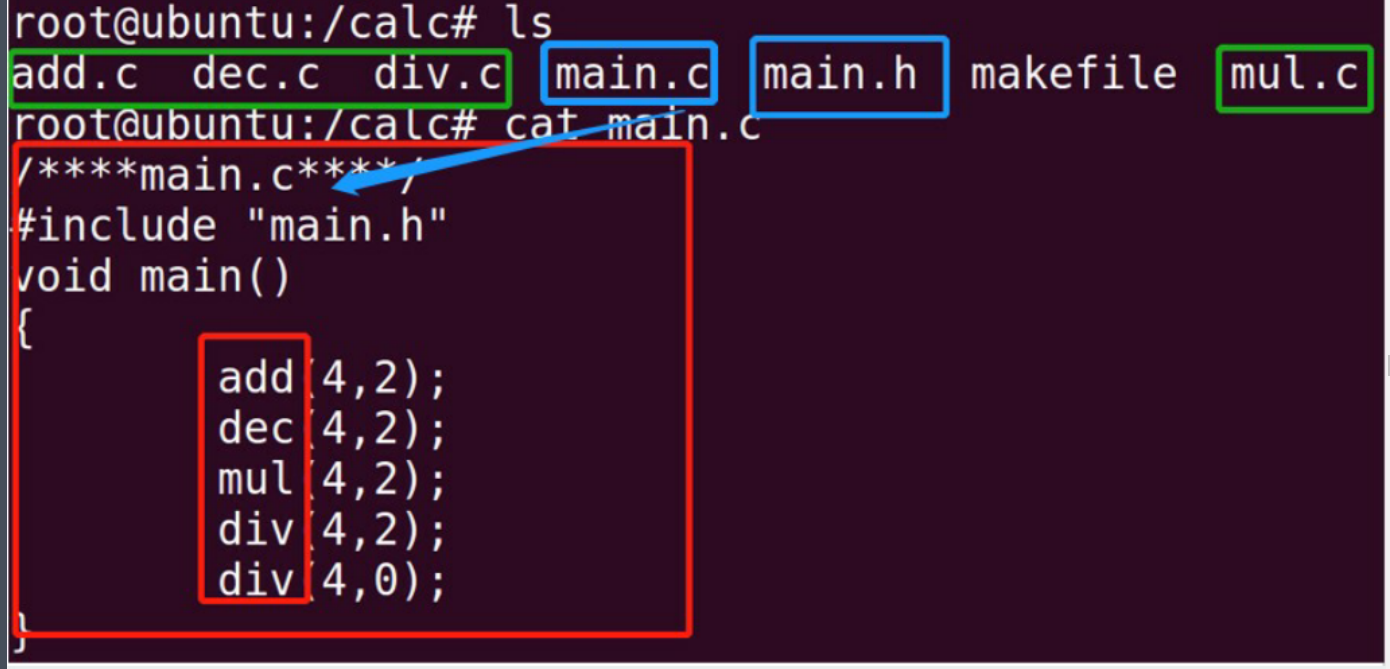 root@ubuntu:/calc# ls
add.c  dec.c  div.c  main.c  main.h  makefile  mul.c
root@ubuntu:/calc# cat main.c
/****main.c****/
#include "main.h"
void main()
{
        add(4,2);
        dec(4,2);
        mul(4,2);
        div(4,2);
        div(4,0);
}